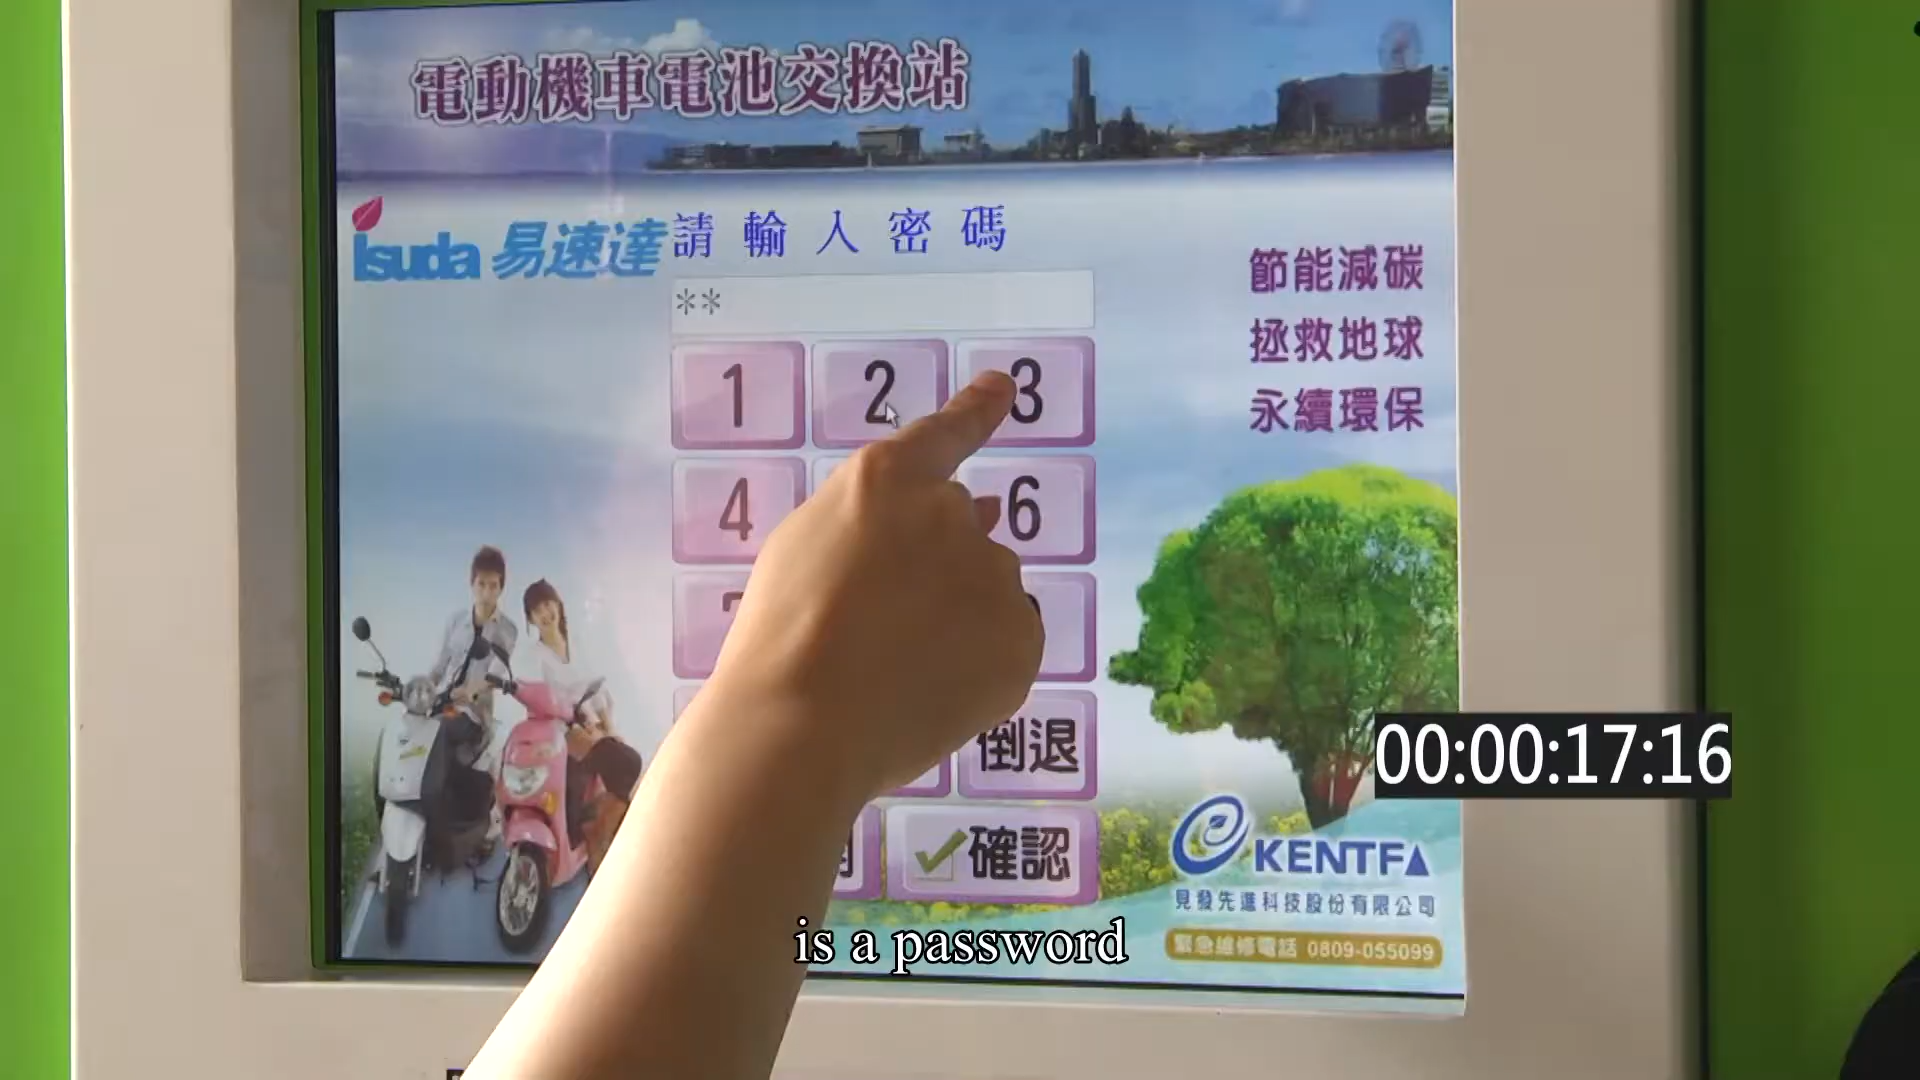 電動機車電池交換站
Isuda 易速達
請輸入密碼
**
1 2 3
4 6
倒退
確認
節能減碳
拯救地球
永續環保
00:00:17:16
KENTFA
見發先進科技股份有限公司
緊急維修電話 0809-055099
is a password